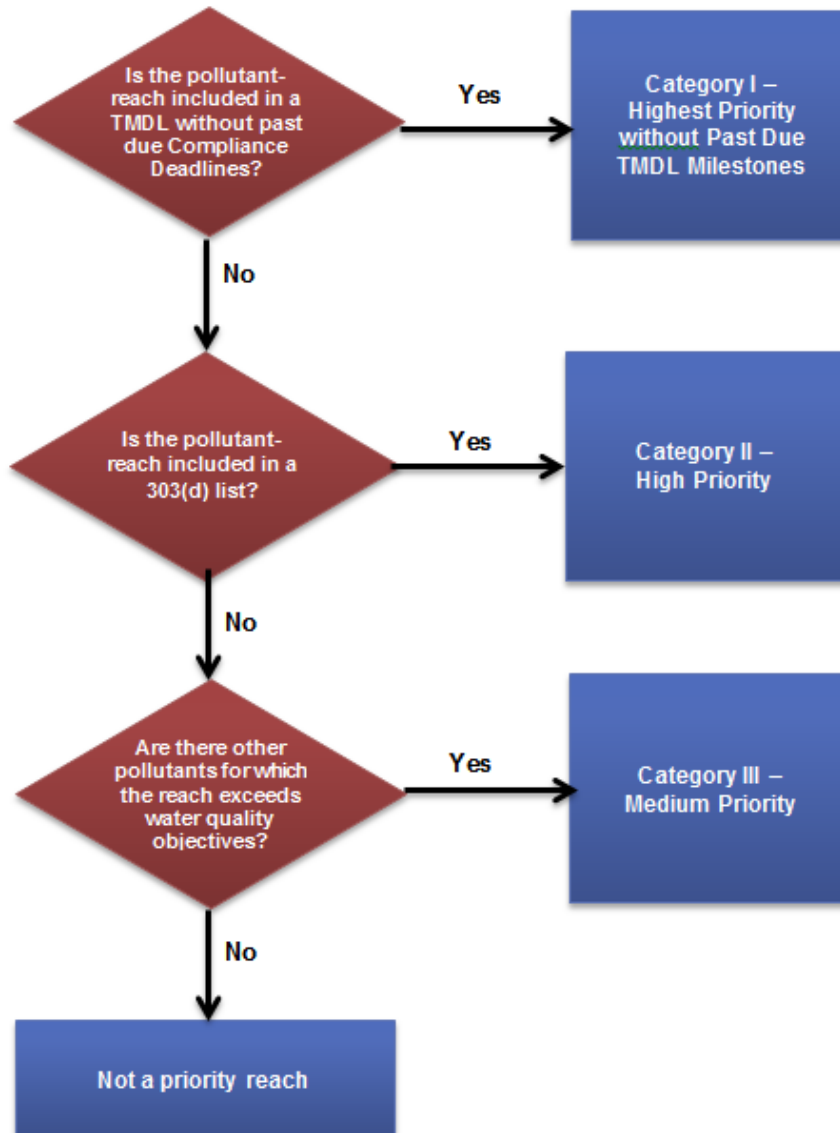 Is the pollutant-
reach included in a
TMDL without past
due Compliance
Deadlines?
Yes
Category I –
Highest Priority
without Past Due
TMDL Milestones
No
Is the pollutant-
reach included in a
303(d) list?
Yes
Category II –
High Priority
No
Are there other
pollutants for which
the reach exceeds
water quality
objectives?
Yes
Category III –
Medium Priority
No
Not a priority reach